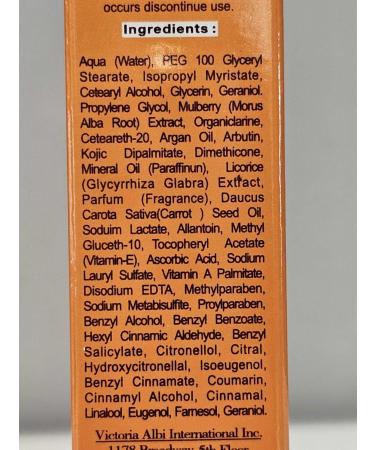 occurs discontinue use.
Ingredients :
Aqua (Water), PEG 100 Glyceryl
Stearate, Isopropyl Myristate,
Cetearyl Alcohol, Glycerin, Geraniol.
Propylene Glycol, Mulberry (Morus
Alba Root) Extract, Organiclarine,
Ceteareth-20, Argan Oil, Arbutin,
Kojic Dipalmitate, Dimethicone,
Mineral Oil (Paraffinun), Licorice
(Glycyrrhiza Glabra) Extract,
Parfum (Fragrance), Daucus
Carota Sativa(Carrot ) Seed Oil,
Soduim Lactate, Allantoin, Methyl
Gluceth-10, Tocopheryl Acetate
(Vitamin-E), Ascorbic Acid, Sodium
Lauryl Sulfate, Vitamin A Palmitate,
Disodium EDTA, Methylparaben,
Sodium Metabisulfite, Proylparaben,
Benzyl Alcohol, Benzyl Benzoate,
Hexyl Cinnamic Aldehyde, Benzyl
Salicylate, Citronellol, Citral,
Hydroxycitronellal, Isoeugenol,
Benzyl Cinnamate, Coumarin,
Cinnamyl Alcohol, Cinnamal,
Linalool, Eugenol, Farnesol, Geraniol.
Victoria Albi International Inc.
1178 Broadway, 5th Floor